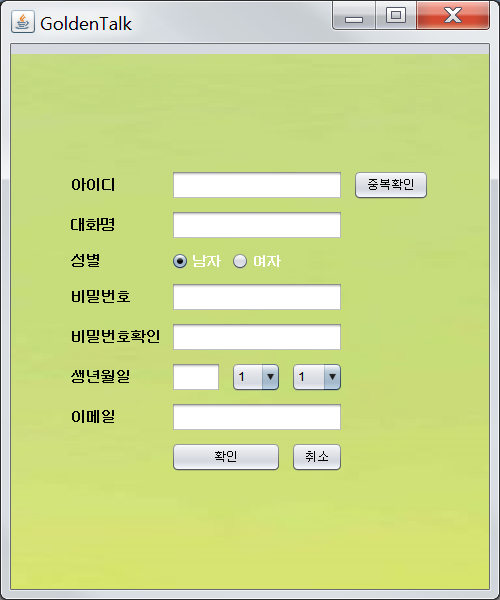 GoldenTalk
아이디 중복확인
대화명
성별 남자 여자
비밀번호
비밀번호확인
생년월일 1 1
이메일
확인 취소